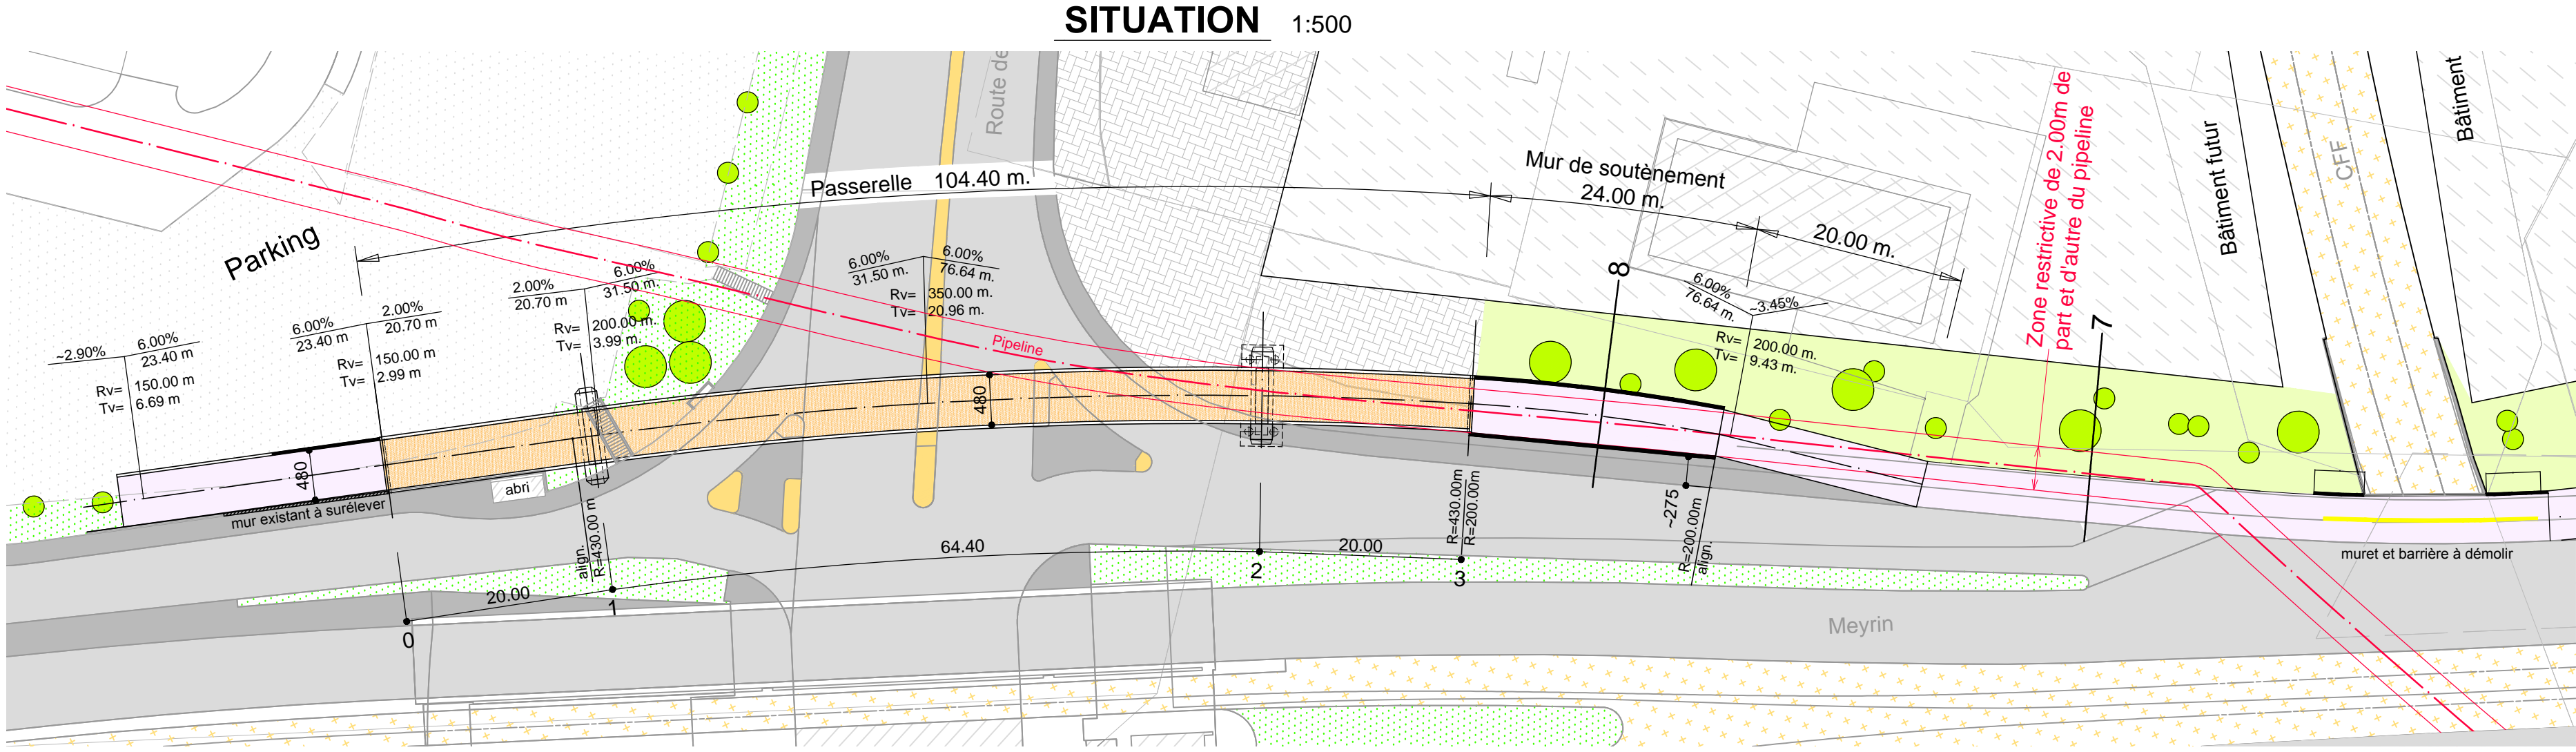 SITUATION 1:500
Route de
Passerelle 104.40 m.
Mur de soutènement
24.00 m.
20.00 m.
Zone restrictive de 2.00m de
part et d'autre du pipeline
Bâtiment futur
CFF
Bâtiment
Parking
~2.90%
6.00%
23.40 m
Rv= 150.00 m
Tv= 6.69 m
6.00%
23.40 m
2.00%
20.70 m
Rv= 150.00 m
Tv= 2.99 m
2.00%
20.70 m
6.00%
31.50 m.
Rv= 200.00 m.
Tv= 3.99 m.
6.00%
31.50 m.
6.00%
76.64 m.
Rv= 350.00 m.
Tv= 20.96 m.
Pipeline
8
6.00%
76.64 m.
~3.45%
Rv= 200.00 m.
Tv= 9.43 m.
7
480
480
abri
mur existant à surélever
align.
R=430.00 m
R=430.00m
R=200.00m
~275
R=200.00m
align.
muret et barrière à démolir
0
20.00
1
64.40
2
20.00
3
Meyrin